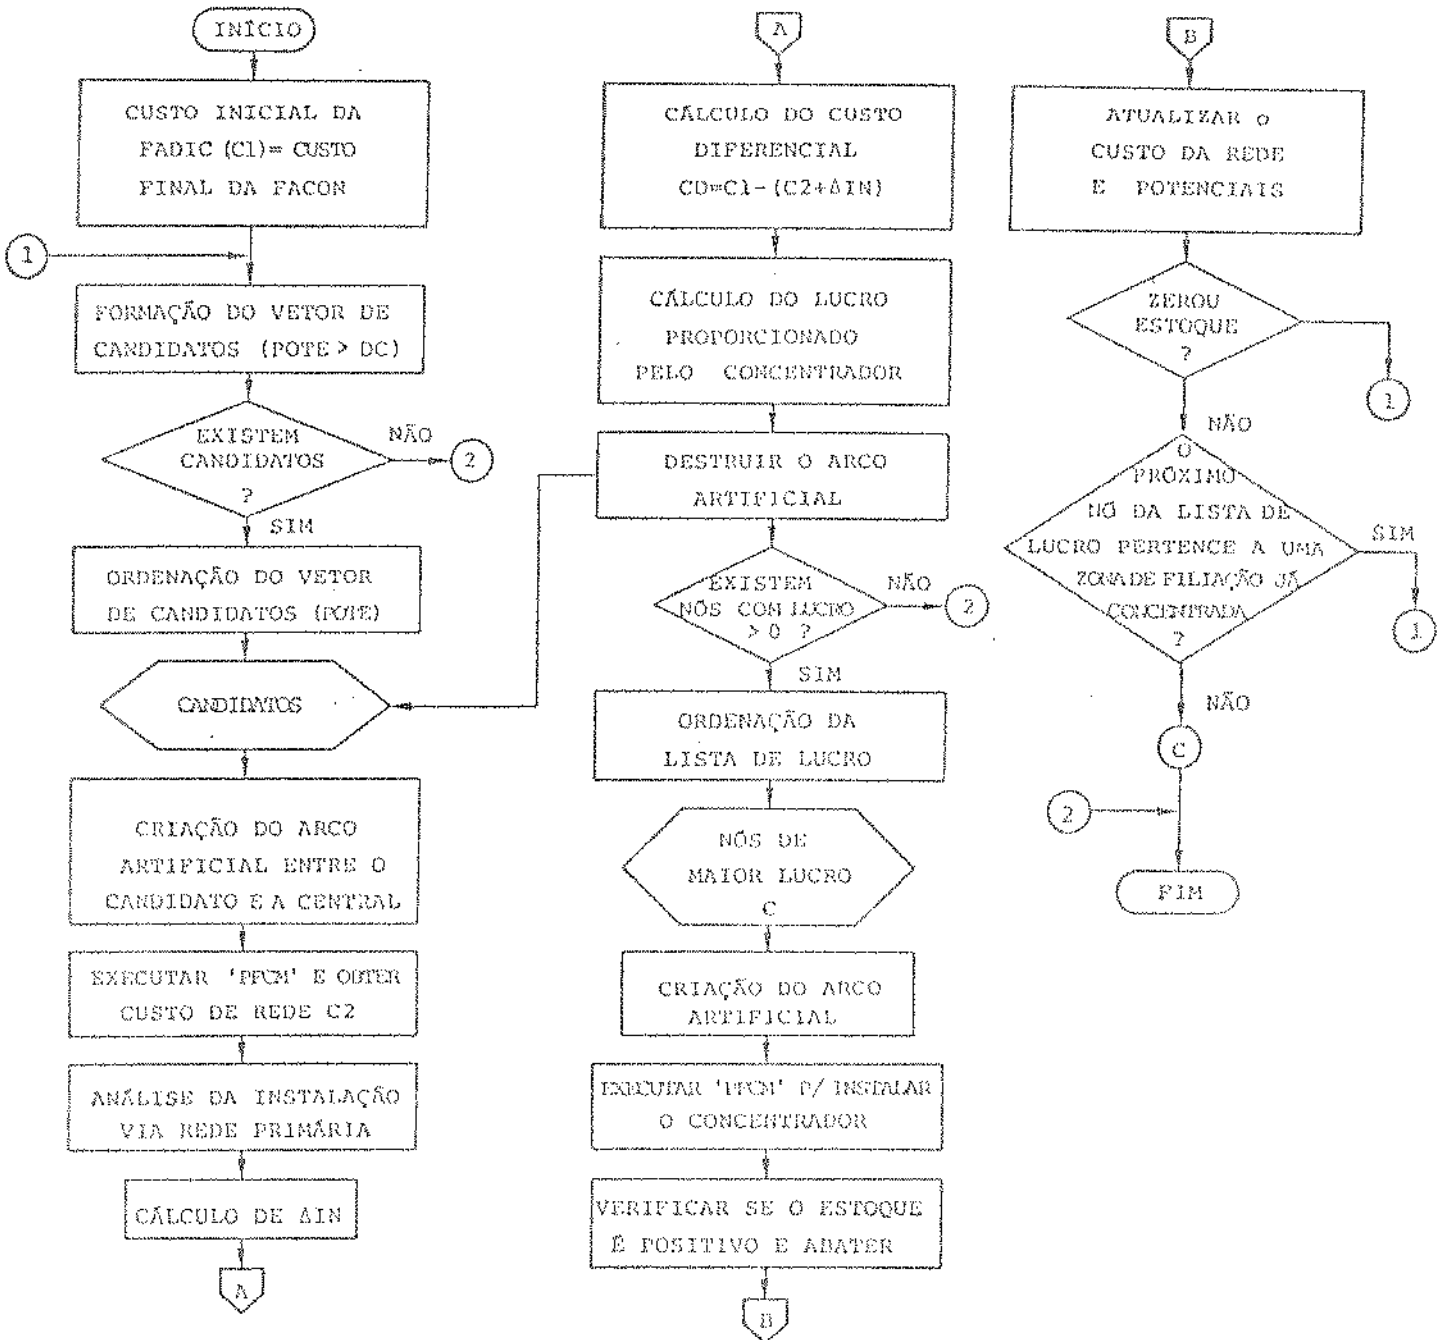 INÍCIO
CUSTO INICIAL DA
FADIC (C1)= CUSTO
FINAL DA FACON
1
FORMAÇÃO DO VETOR DE
CANDIDATOS (POTE > DC)
EXISTEM
CANDIDATOS
?
NÃO
2
SIM
ORDENAÇÃO DO VETOR
DE CANDIDATOS (POTE)
CANDIDATOS
CRIAÇÃO DO ARCO
ARTIFICIAL ENTRE O
CANDIDATO E A CENTRAL
EXECUTAR 'PFCM' E OBTER
CUSTO DE REDE C2
ANÁLISE DA INSTALAÇÃO
VIA REDE PRIMÁRIA
CÁLCULO DE ΔIN
A
A
CÁLCULO DO CUSTO
DIFERENCIAL
CD=C1-(C2+ΔIN)
CÁLCULO DO LUCRO
PROPORCIONADO
PELO CONCENTRADOR
DESTRUIR O ARCO
ARTIFICIAL
EXISTEM
NÓS COM LUCRO
> 0 ?
NÃO
2
SIM
ORDENAÇÃO DA
LISTA DE LUCRO
NÓS DE
MAIOR LUCRO
C
CRIAÇÃO DO ARCO
ARTIFICIAL
EXECUTAR 'PFCM' P/ INSTALAR
O CONCENTRADOR
VERIFICAR SE O ESTOQUE
É POSITIVO E ABATER
B
B
ATUALIZAR O
CUSTO DA REDE
E POTENCIAIS
ZEROU
ESTOQUE
?
1
NÃO
O
PRÓXIMO
NÓ DA LISTA DE
LUCRO PERTENCE A UMA
ZONA DE FILIAÇÃO JÁ
CONCENTRADA
?
SIM
1
NÃO
C
2
FIM